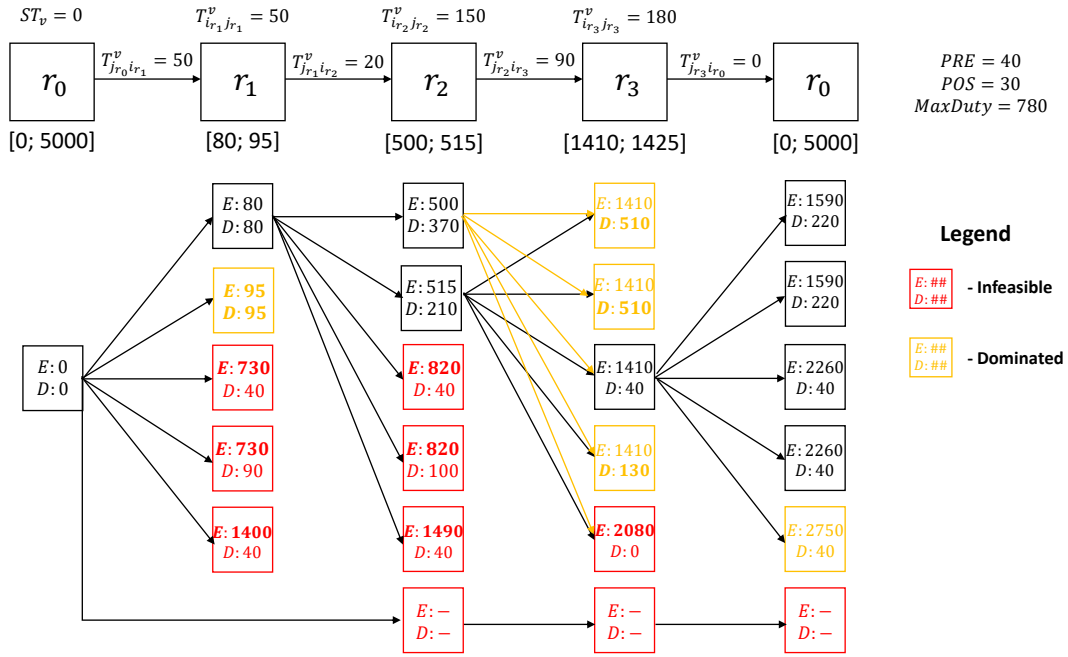 ST_v = 0
T^v_{i_{r_1} j_{r_1}} = 50
T^v_{i_{r_2} j_{r_2}} = 150
T^v_{i_{r_3} j_{r_3}} = 180
r_0
T^v_{j_{r_0} i_{r_1}} = 50
r_1
T^v_{j_{r_1} i_{r_2}} = 20
r_2
T^v_{j_{r_2} i_{r_3}} = 90
r_3
T^v_{j_{r_3} i_{r_0}} = 0
r_0
PRE = 40
POS = 30
MaxDuty = 780
[0; 5000]
[80; 95]
[500; 515]
[1410; 1425]
[0; 5000]
E: 0
D: 0
E: 80
D: 80
E: 95
D: 95
E: 730
D: 40
E: 730
D: 90
E: 1400
D: 40
E: 500
D: 370
E: 515
D: 210
E: 820
D: 40
E: 820
D: 100
E: 1490
D: 40
E: −
D: −
E: 1410
D: 510
E: 1410
D: 510
E: 1410
D: 40
E: 1410
D: 130
E: 2080
D: 0
E: −
D: −
E: 1590
D: 220
E: 1590
D: 220
E: 2260
D: 40
E: 2260
D: 40
E: 2750
D: 40
E: −
D: −
Legend
E: ##
D: ##
- Infeasible
E: ##
D: ##
- Dominated